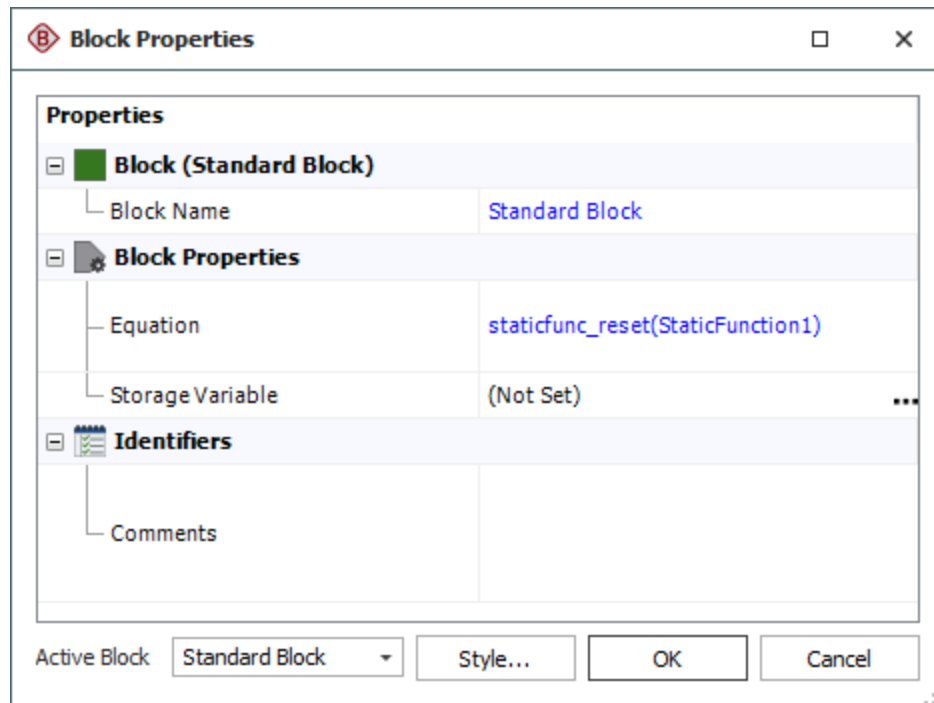 B Block Properties
Properties
Block (Standard Block)
Block Name Standard Block
Block Properties
Equation staticfunc_reset(StaticFunction1)
Storage Variable (Not Set) ...
Identifiers
Comments
Active Block Standard Block Style... OK Cancel